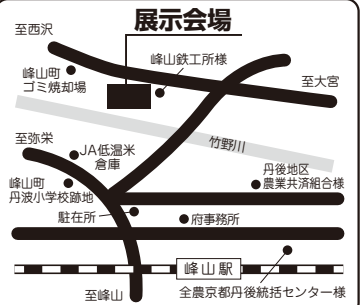 展示会場
至西沢
峰山鉄工所様
峰山町
ゴミ焼却場
至大宮
至弥栄
竹野川
JA低温米
倉庫
丹後地区
農業共済組合様
峰山町
丹波小学校跡地
駐在所
府事務所
峰山駅
至峰山
全農京都丹後統括センター様